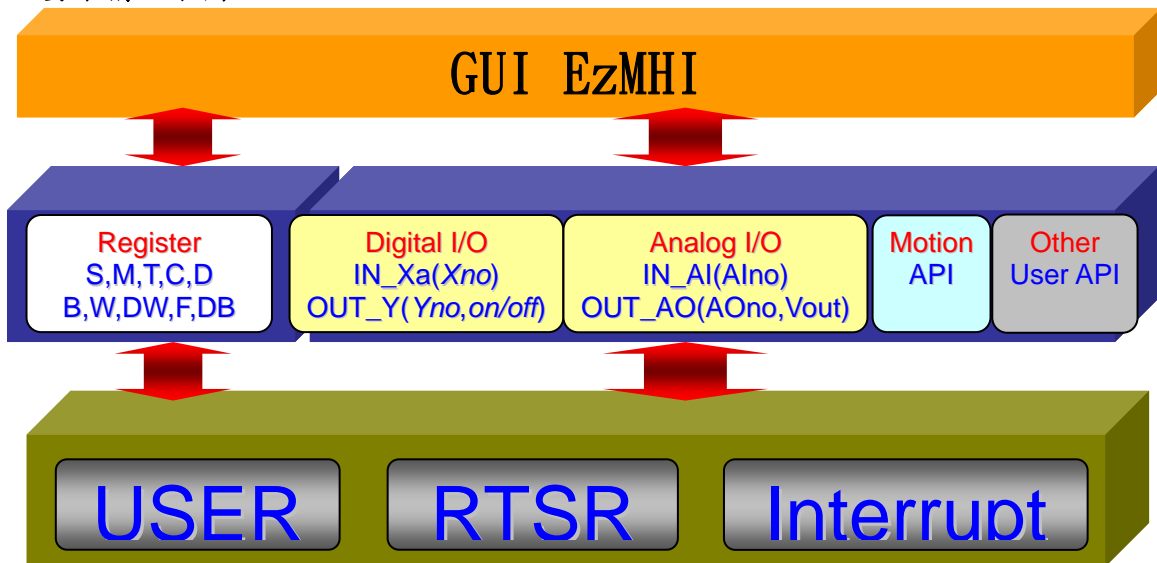 GUI EzMHI
Register
S,M,T,C,D
B,W,DW,F,DB
Digital I/O
IN_Xa(Xno)
OUT_Y(Yno,on/off)
Analog I/O
IN_AI(AIno)
OUT_AO(AOno,Vout)
Motion
API
Other
User API
USER
RTSR
Interrupt